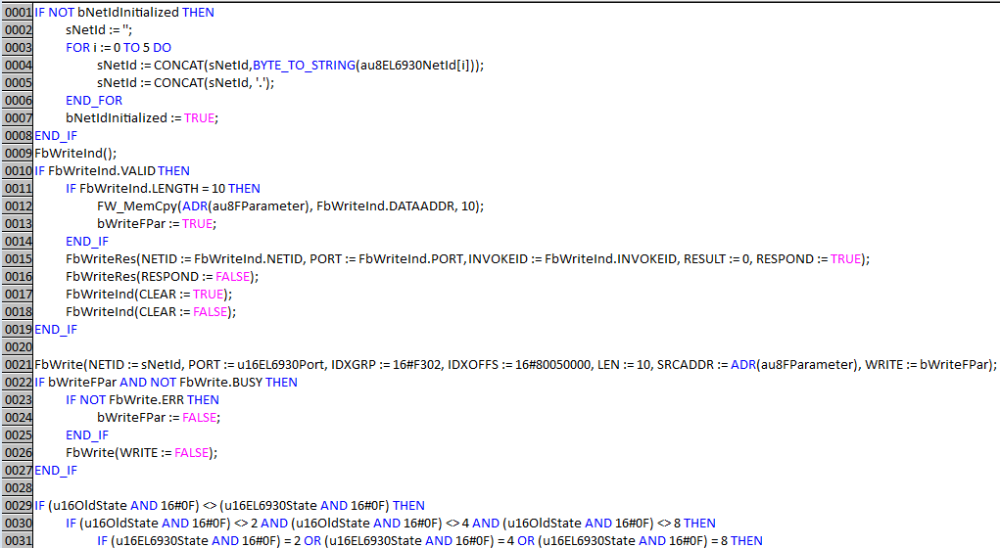 0001 IF NOT bNetIdInitialized THEN
0002 sNetId := '';
0003 FOR i := 0 TO 5 DO
0004 sNetId := CONCAT(sNetId,BYTE_TO_STRING(au8EL6930NetId[i]));
0005 sNetId := CONCAT(sNetId, '.');
0006 END_FOR
0007 bNetIdInitialized := TRUE;
0008 END_IF
0009 FbWriteInd();
0010 IF FbWriteInd.VALID THEN
0011 IF FbWriteInd.LENGTH = 10 THEN
0012 FW_MemCpy(ADR(au8FParameter), FbWriteInd.DATAADDR, 10);
0013 bWriteFPar := TRUE;
0014 END_IF
0015 FbWriteRes(NETID := FbWriteInd.NETID, PORT := FbWriteInd.PORT, INVOKEID := FbWriteInd.INVOKEID, RESULT := 0, RESPOND := TRUE);
0016 FbWriteRes(RESPOND := FALSE);
0017 FbWriteInd(CLEAR := TRUE);
0018 FbWriteInd(CLEAR := FALSE);
0019 END_IF
0020
0021 FbWrite(NETID := sNetId, PORT := u16EL6930Port, IDXGRP := 16#F302, IDXOFFS := 16#80050000, LEN := 10, SRCADDR := ADR(au8FParameter), WRITE := bWriteFPar);
0022 IF bWriteFPar AND NOT FbWrite.BUSY THEN
0023 IF NOT FbWrite.ERR THEN
0024 bWriteFPar := FALSE;
0025 END_IF
0026 FbWrite(WRITE := FALSE);
0027 END_IF
0028
0029 IF (u16OldState AND 16#0F) <> (u16EL6930State AND 16#0F) THEN
0030 IF (u16OldState AND 16#0F) <> 2 AND (u16OldState AND 16#0F) <> 4 AND (u16OldState AND 16#0F) <> 8 THEN
0031 IF (u16EL6930State AND 16#0F) = 2 OR (u16EL6930State AND 16#0F) = 4 OR (u16EL6930State AND 16#0F) = 8 THEN